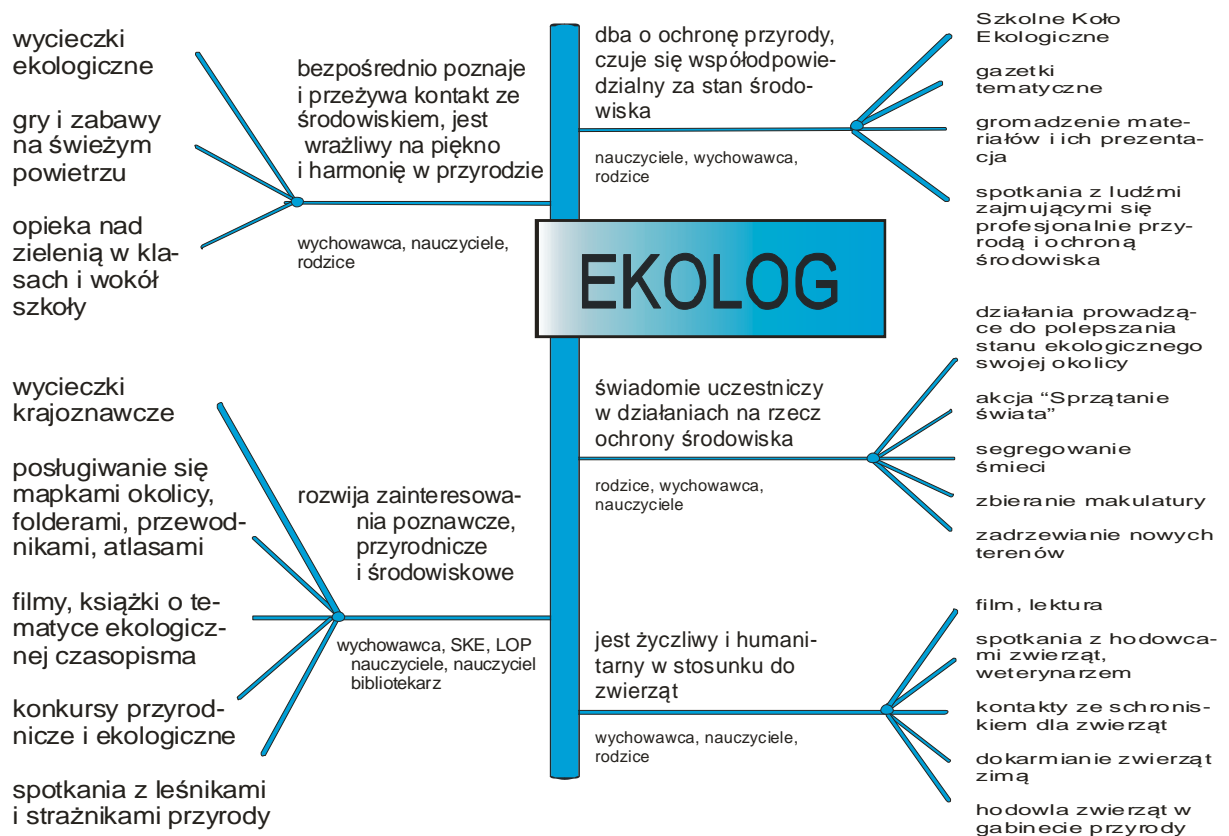 wycieczki
ekologiczne
gry i zabawy
na świeżym
powietrzu
opieka nad
zielenią w kla-
sach i wokół
szkoły
bezpośrednio poznaje
i przeżywa kontakt ze
środowiskiem, jest
wrażliwy na piękno
i harmonię w przyrodzie
wychowawca, nauczyciele,
rodzice
dba o ochronę przyrody,
czuje się współodpowie-
dzialny za stan środo-
wiska
nauczyciele, wychowawca,
rodzice
Szkolne Koło
Ekologiczne
gazetki
tematyczne
gromadzenie mate-
riałów i ich prezenta-
cja
spotkania z ludźmi
zajmującymi się
profesjonalnie przy-
rodą i ochroną
środowiska
EKOLOG
wycieczki
krajoznawcze
posługiwanie się
mapkami okolicy,
folderami, przewod-
nikami, atlasami
filmy, książki o te-
matyce ekologicz-
nej czasopisma
konkursy przyrod-
nicze i ekologiczne
spotkania z leśnikami
i strażnikami przyrody
rozwija zainteresowa-
nia poznawcze,
przyrodnicze
i środowiskowe
wychowawca, SKE, LOP
nauczyciele, nauczyciel
bibliotekarz
świadomie uczestniczy
w działaniach na rzecz
ochrony środowiska
rodzice, wychowawca,
nauczyciele
działania prowadzą-
ce do polepszania
stanu ekologicznego
swojej okolicy
akcja “Sprzątanie
świata”
segregowanie
śmieci
zbieranie makulatury
zadrzewianie nowych
terenów
jest życzliwy i humani-
tarny w stosunku do
zwierząt
wychowawca, nauczyciele,
rodzice
film, lektura
spotkania z hodowca-
mi zwierząt,
weterynarzem
kontakty ze schronis-
kiem dla zwierząt
dokarmianie zwierząt
zimą
hodowla zwierząt w
gabinecie przyrody